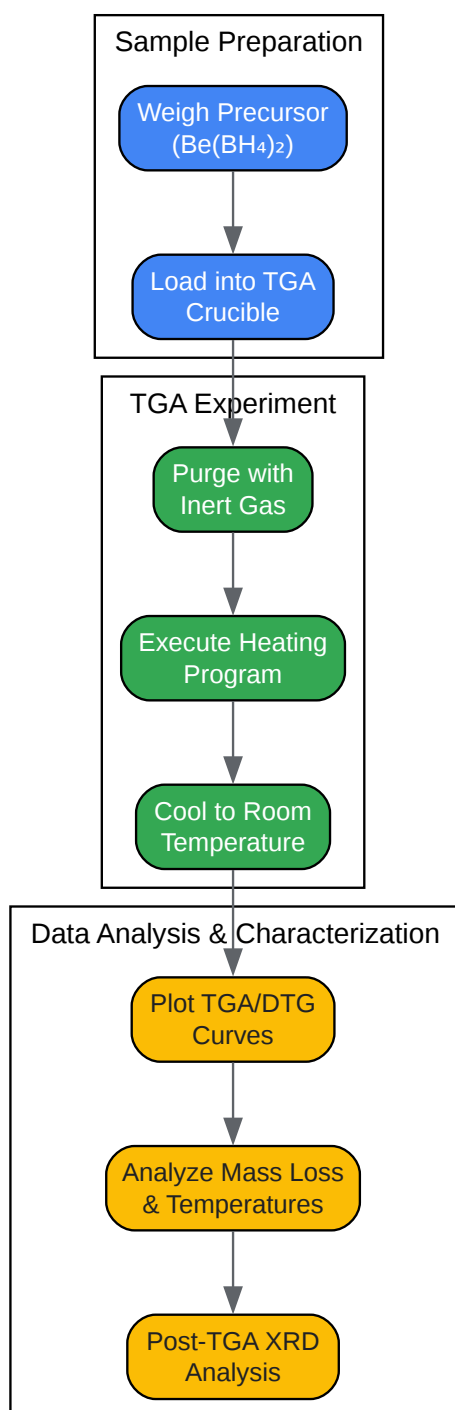 Sample Preparation
Weigh Precursor
(Be(BH₄)₂)
Load into TGA
Crucible
TGA Experiment
Purge with
Inert Gas
Execute Heating
Program
Cool to Room
Temperature
Data Analysis & Characterization
Plot TGA/DTG
Curves
Analyze Mass Loss
& Temperatures
Post-TGA XRD
Analysis